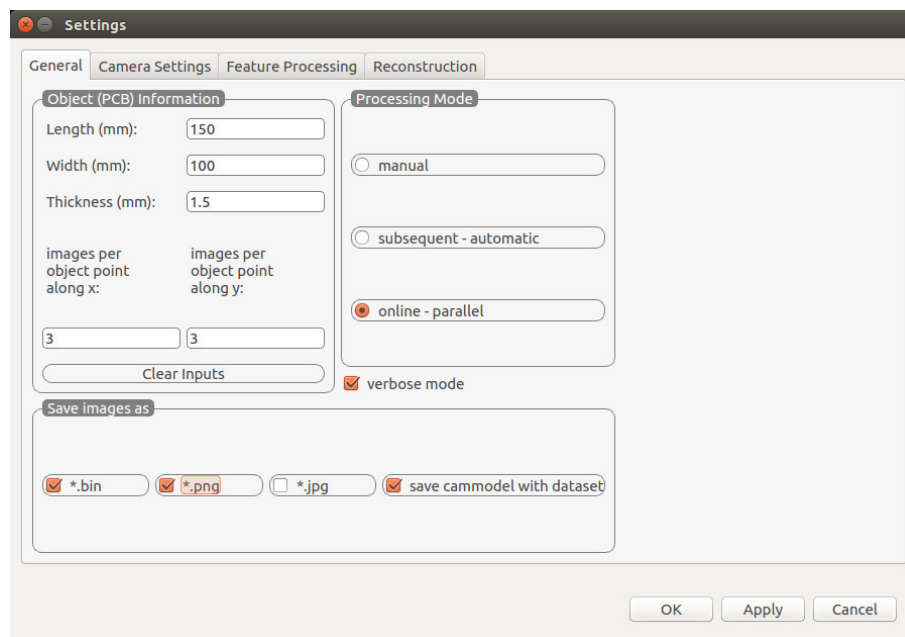 Settings
General Camera Settings Feature Processing Reconstruction
Object (PCB) Information
Length (mm): 150
Width (mm): 100
Thickness (mm): 1.5
images per
object point
along x:
images per
object point
along y:
3 3
Clear Inputs
Processing Mode
manual
subsequent - automatic
online - parallel
verbose mode
Save images as
*.bin *.png *.jpg save cammodel with dataset
OK Apply Cancel